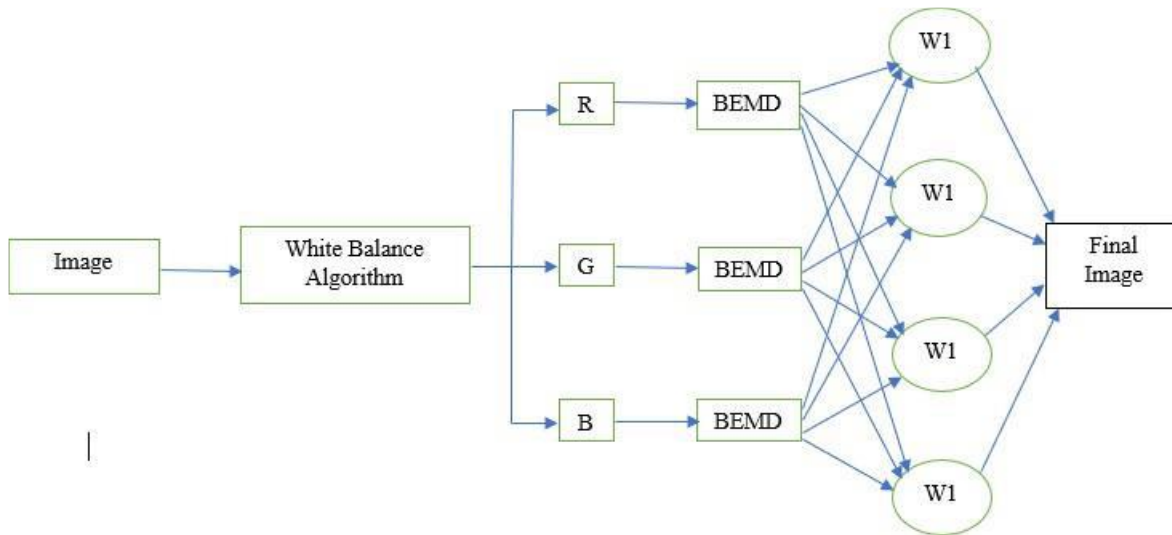 Image
White Balance
Algorithm
R
G
B
BEMD
BEMD
BEMD
W1
W1
W1
W1
Final
Image